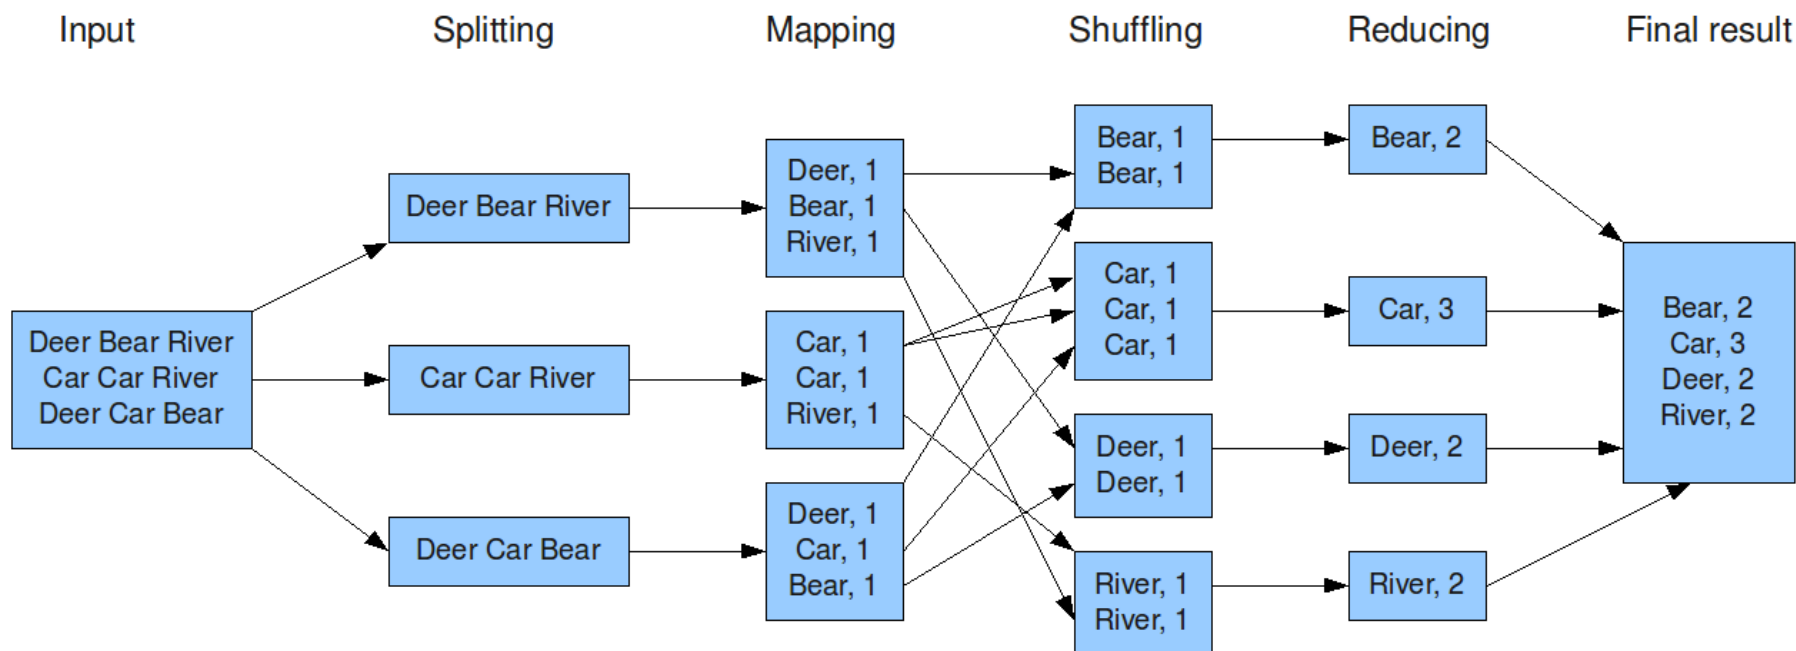 Input
Splitting
Mapping
Shuffling
Reducing
Final result
Deer Bear River
Car Car River
Deer Car Bear
Deer Bear River
Car Car River
Deer Car Bear
Deer, 1
Bear, 1
River, 1
Car, 1
Car, 1
River, 1
Deer, 1
Car, 1
Bear, 1
Bear, 1
Bear, 1
Car, 1
Car, 1
Car, 1
Deer, 1
Deer, 1
River, 1
River, 1
Bear, 2
Car, 3
Deer, 2
River, 2
Bear, 2
Car, 3
Deer, 2
River, 2